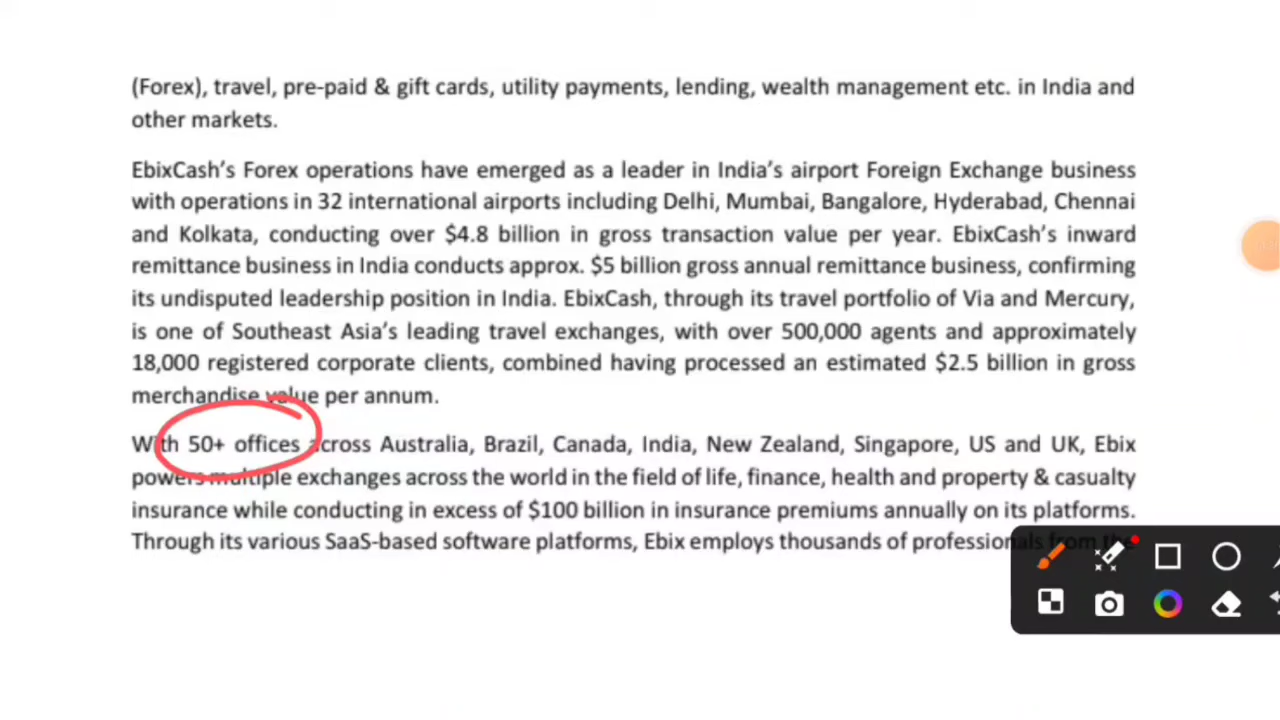 (Forex), travel, pre-paid & gift cards, utility payments, lending, wealth management etc. in India and
other markets.
EbixCash’s Forex operations have emerged as a leader in India’s airport Foreign Exchange business
with operations in 32 international airports including Delhi, Mumbai, Bangalore, Hyderabad, Chennai
and Kolkata, conducting over $4.8 billion in gross transaction value per year. EbixCash’s inward
remittance business in India conducts approx. $5 billion gross annual remittance business, confirming
its undisputed leadership position in India. EbixCash, through its travel portfolio of Via and Mercury,
is one of Southeast Asia’s leading travel exchanges, with over 500,000 agents and approximately
18,000 registered corporate clients, combined having processed an estimated $2.5 billion in gross
merchandise value per annum.
With 50+ offices across Australia, Brazil, Canada, India, New Zealand, Singapore, US and UK, Ebix
powers multiple exchanges across the world in the field of life, finance, health and property & casualty
insurance while conducting in excess of $100 billion in insurance premiums annually on its platforms.
Through its various SaaS-based software platforms, Ebix employs thousands of professionals from the